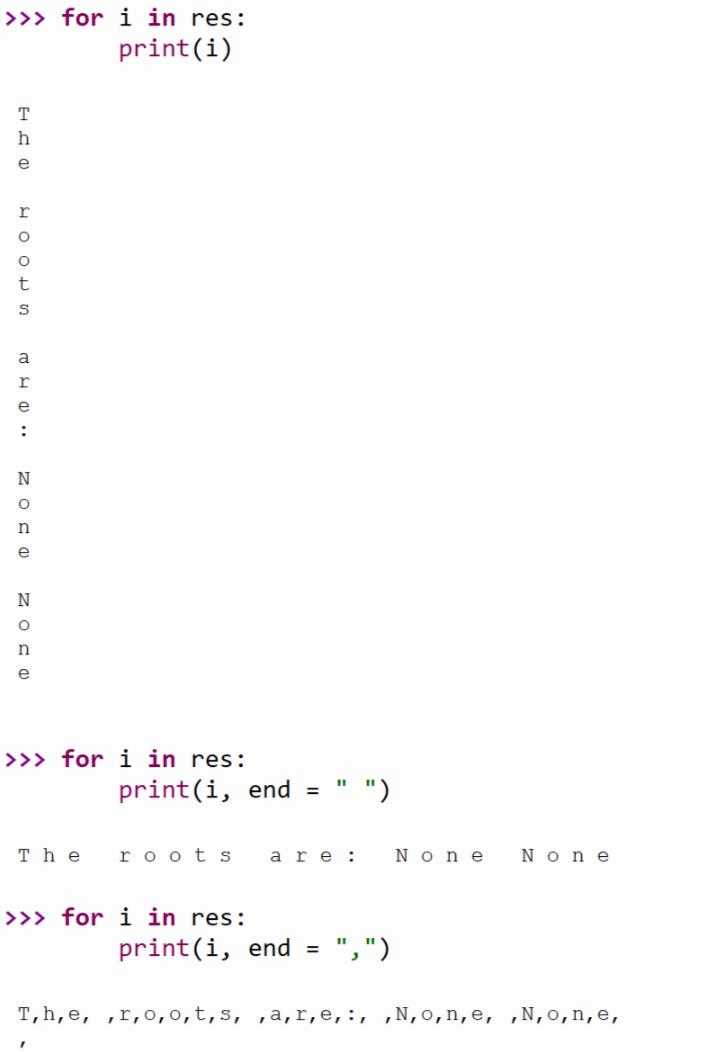 >>> for i in res:
        print(i)
T
h
e
r
o
o
t
s
a
r
e
:
N
o
n
e
N
o
n
e
>>> for i in res:
        print(i, end = " ")
T h e   r o o t s   a r e :   N o n e   N o n e
>>> for i in res:
        print(i, end = ",")
T,h,e, ,r,o,o,t,s, ,a,r,e,:, ,N,o,n,e, ,N,o,n,e,
,